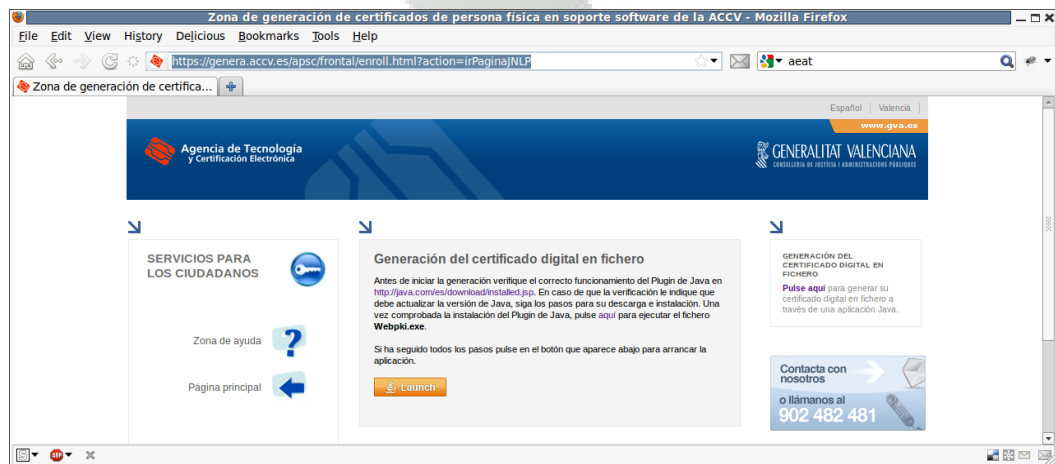 Zona de generación de certificados de persona física en soporte software de la ACCV - Mozilla Firefox
File Edit View History Delicious Bookmarks Tools Help
https://genera.accv.es/apsc/frontal/enroll.html?action=irPaginaJNLP
aeat
Zona de generación de certifica...
Español | Valencià |
www.gva.es
Agencia de Tecnología
y Certificación Electrónica
GENERALITAT VALENCIANA
CONSELLERIA DE JUSTÍCIA I ADMINISTRACIONS PÚBLIQUES
SERVICIOS PARA
LOS CIUDADANOS
Zona de ayuda
Página principal
Generación del certificado digital en fichero
Antes de iniciar la generación verifique el correcto funcionamiento del Plugin de Java en
http://java.com/es/download/installed.jsp. En caso de que la verificación le indique que
debe actualizar la versión de Java, siga los pasos para su descarga e instalación. Una
vez comprobada la instalación del Plugin de Java, pulse aquí para ejecutar el fichero
Webpki.exe.
Si ha seguido todos los pasos pulse en el botón que aparece abajo para arrancar la
aplicación.
Launch
GENERACIÓN DEL
CERTIFICADO DIGITAL EN
FICHERO
Pulse aquí para generar su
certificado digital en fichero a
través de una aplicación Java.
Contacta con
nosotros
o llámanos al
902 482 481
ABP